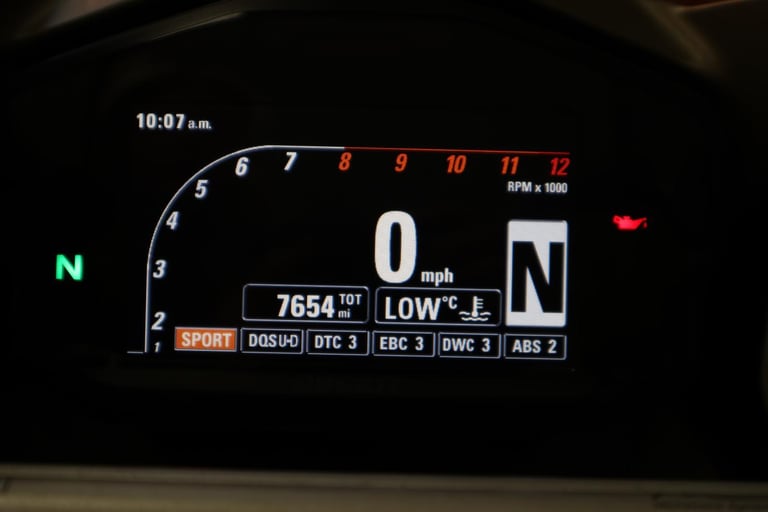 10:07 a.m.
1 2 3 4 5 6 7 8 9 10 11 12
RPM x 1000
0 mph
N
N
7654 TOT mi
LOW °C
SPORT DQSU-D DTC 3 EBC 3 DWC 3 ABS 2